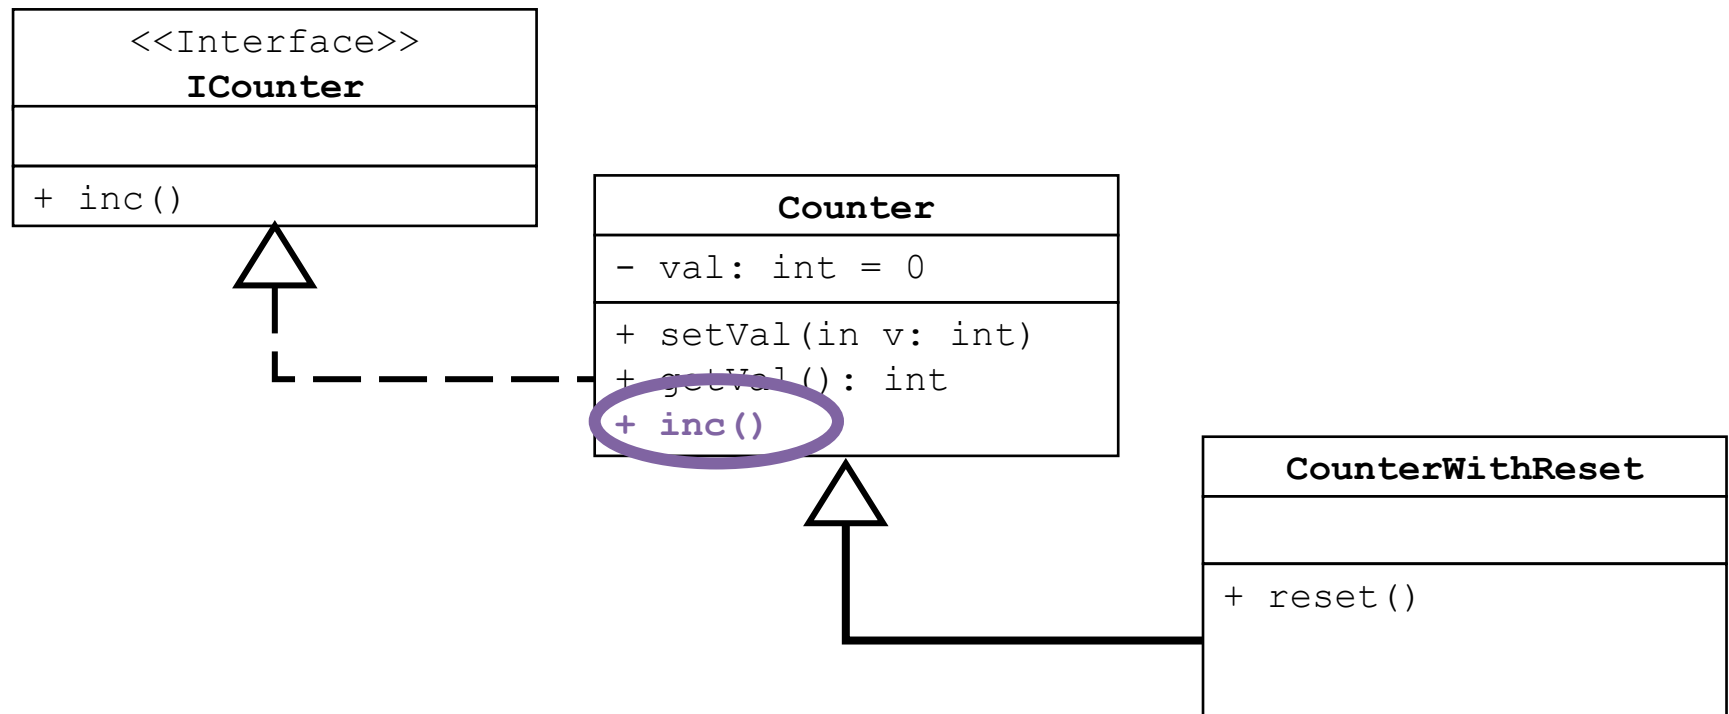 <<Interface>>
ICounter
+ inc()
Counter
- val: int = 0
+ setVal(in v: int)
+ getVal(): int
+ inc()
CounterWithReset
+ reset()